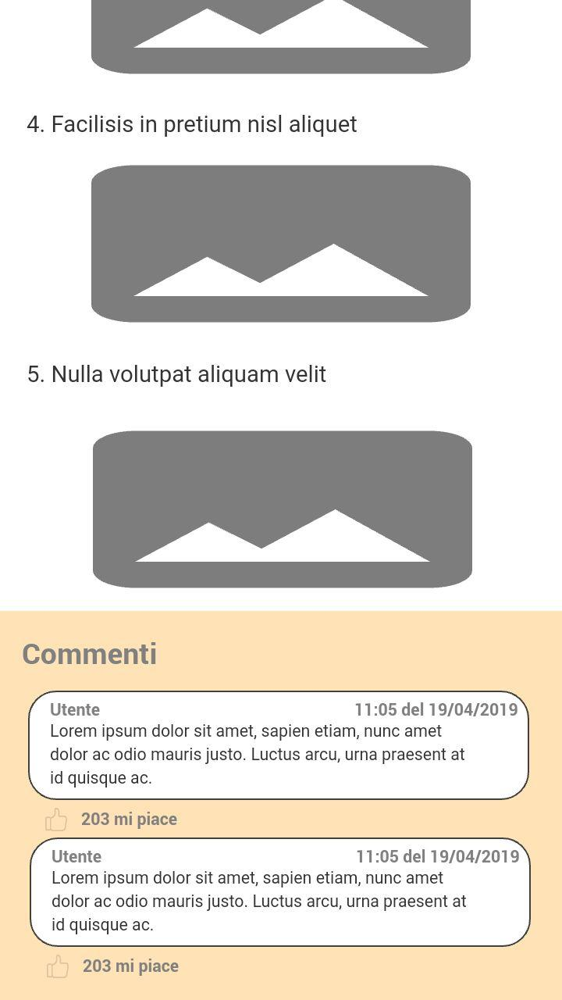 4. Facilisis in pretium nisl aliquet
5. Nulla volutpat aliquam velit
Commenti
Utente 11:05 del 19/04/2019
Lorem ipsum dolor sit amet, sapien etiam, nunc amet
dolor ac odio mauris justo. Luctus arcu, urna praesent at
id quisque ac.
203 mi piace
Utente 11:05 del 19/04/2019
Lorem ipsum dolor sit amet, sapien etiam, nunc amet
dolor ac odio mauris justo. Luctus arcu, urna praesent at
id quisque ac.
203 mi piace